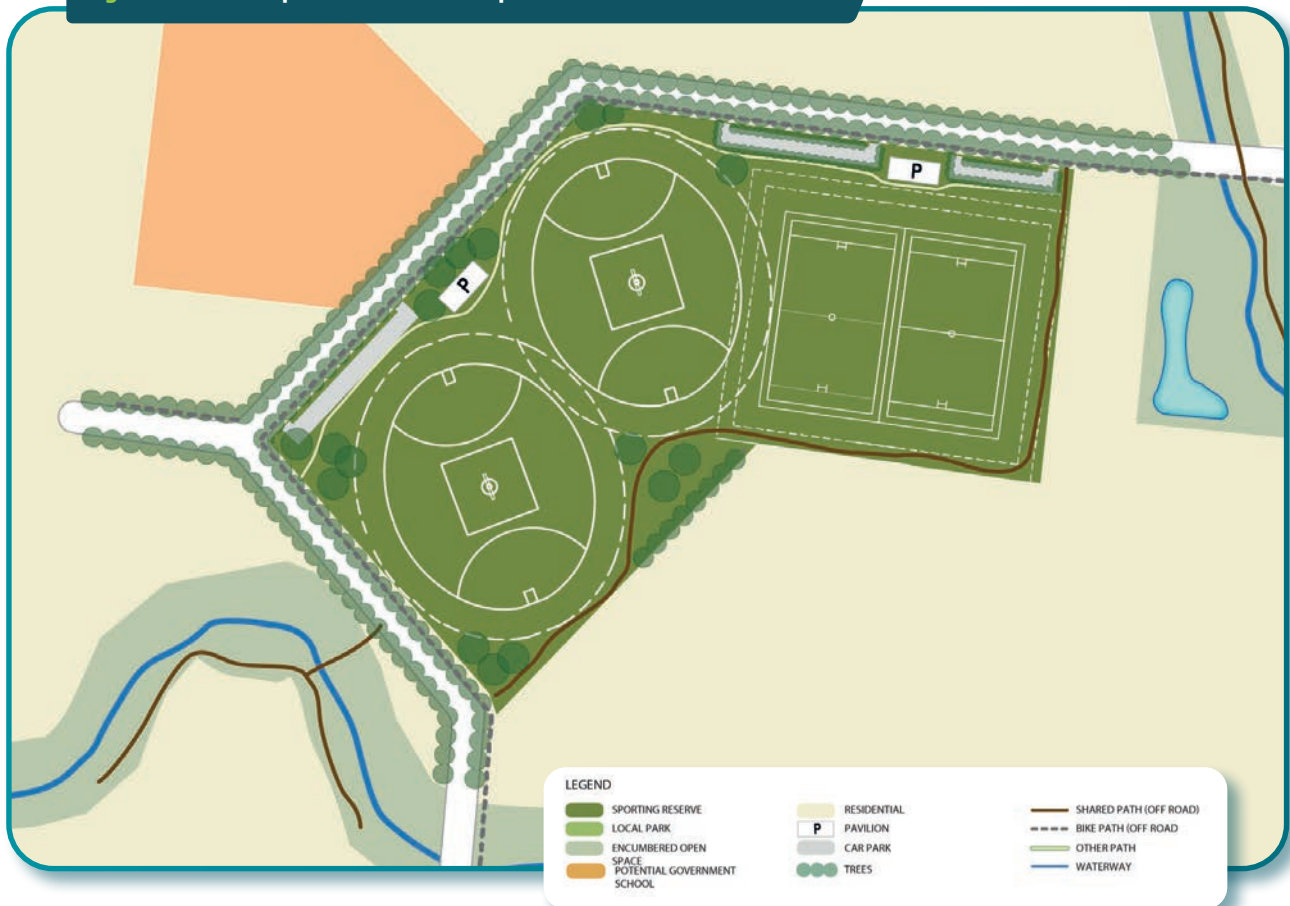 P
P
LEGEND
SPORTING RESERVE
LOCAL PARK
ENCUMBERED OPEN
SPACE
POTENTIAL GOVERNMENT
SCHOOL
RESIDENTIAL
P PAVILION
CAR PARK
TREES
SHARED PATH (OFF ROAD)
BIKE PATH (OFF ROAD
OTHER PATH
WATERWAY